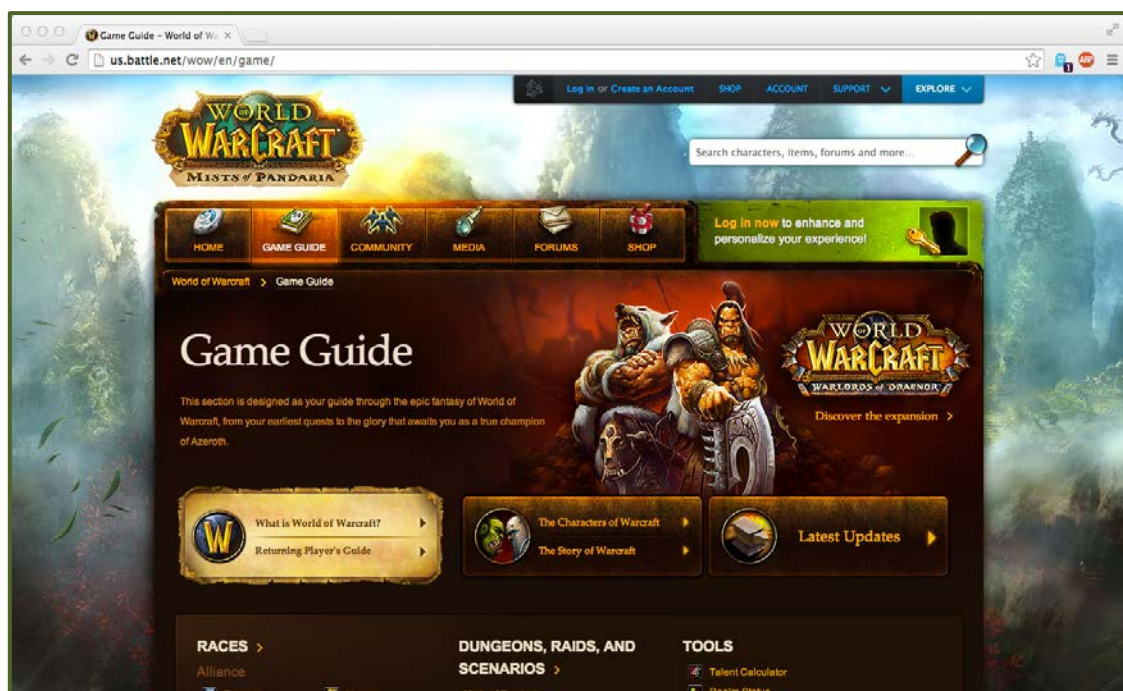 Game Guide - World of Wa
us.battle.net/wow/en/game/
1
ABP
Log in or Create an Account
SHOP
ACCOUNT
SUPPORT
EXPLORE
WORLD
OF
WARCRAFT
MISTS of PANDARIA
Search characters, items, forums and more...
HOME
GAME GUIDE
COMMUNITY
MEDIA
FORUMS
SHOP
Log in now to enhance and
personalize your experience!
World of Warcraft > Game Guide
Game Guide
This section is designed as your guide through the epic fantasy of World of
Warcraft, from your earliest quests to the glory that awaits you as a true champion
of Azeroth.
WORLD
OF
WARCRAFT
WARLORDS OF DRAENOR
Discover the expansion >
W
What is World of Warcraft?
Returning Player's Guide
The Characters of Warcraft
The Story of Warcraft
Latest Updates
RACES >
Alliance
DUNGEONS, RAIDS, AND
SCENARIOS >
TOOLS
Talent Calculator
Realm Status